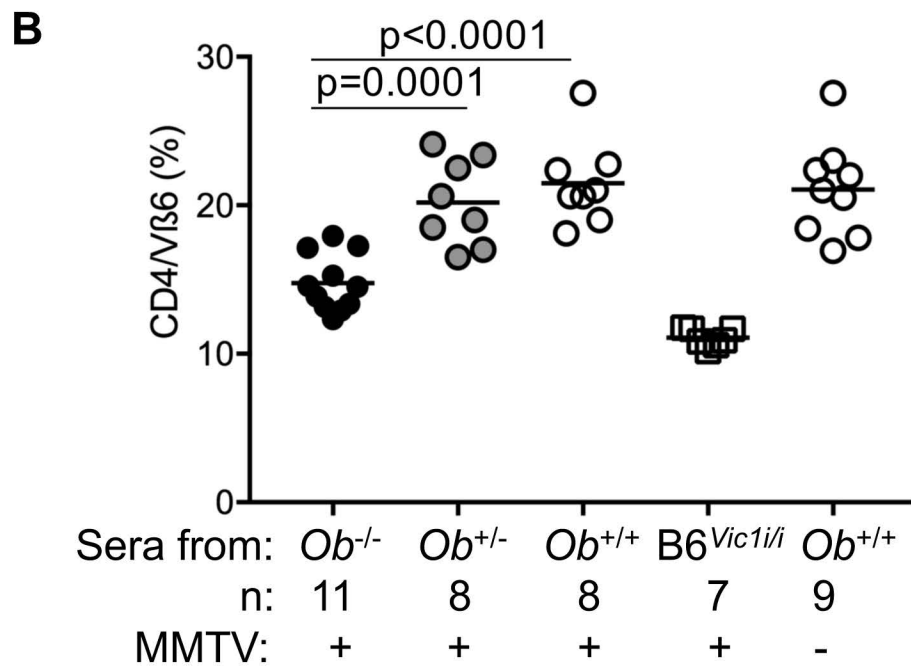 B
p<0.0001
p=0.0001
30
20
10
0
CD4/Vß6 (%)
Sera from: Ob-/- Ob+/- Ob+/+ B6Vic1i/i Ob+/+
n: 11 8 8 7 9
MMTV: + + + + -